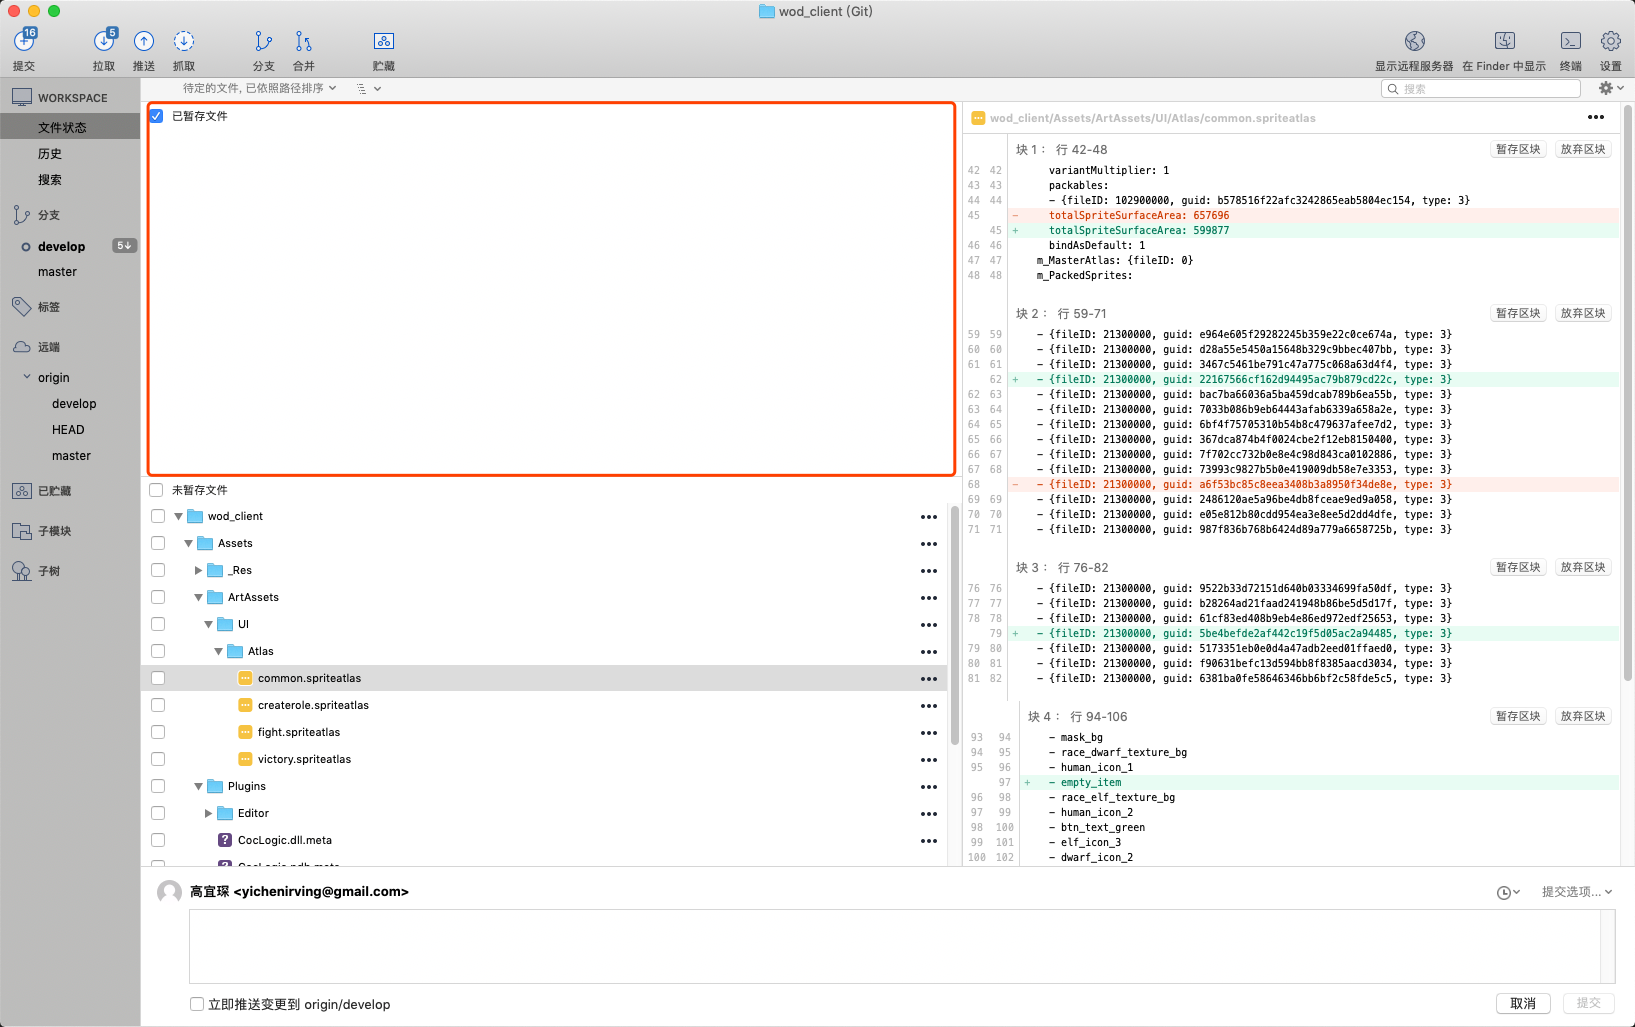 wod_client (Git)
16
5
提交
拉取
推送
抓取
分支
合并
贮藏
显示远程服务器
在 Finder 中显示
终端
设置
WORKSPACE
文件状态
历史
搜索
分支
develop
5↓
master
标签
远端
origin
develop
HEAD
master
已贮藏
子模块
子树
待定的文件, 已依照路径排序
搜索
已暂存文件
未暂存文件
wod_client
Assets
_Res
ArtAssets
UI
Atlas
common.spriteatlas
createrole.spriteatlas
fight.spriteatlas
victory.spriteatlas
Plugins
Editor
CocLogic.dll.meta
CocLogic.pdb.meta
wod_client/Assets/ArtAssets/UI/Atlas/common.spriteatlas
块 1： 行 42-48
暂存区块
放弃区块
42 42 variantMultiplier: 1
43 43 packables:
44 44 - {fileID: 102900000, guid: b578516f22afc3242865eab5804ec154, type: 3}
45 - totalSpriteSurfaceArea: 657696
45 + totalSpriteSurfaceArea: 599877
46 46 bindAsDefault: 1
47 47 m_MasterAtlas: {fileID: 0}
48 48 m_PackedSprites:
块 2： 行 59-71
暂存区块
放弃区块
59 59 - {fileID: 21300000, guid: e964e605f29282245b359e22c0ce674a, type: 3}
60 60 - {fileID: 21300000, guid: d28a55e5450a15648b329c9bbec407bb, type: 3}
61 61 - {fileID: 21300000, guid: 3467c5461be791c47a775c068a63d4f4, type: 3}
62 + - {fileID: 21300000, guid: 22167566cf162d94495ac79b879cd22c, type: 3}
62 63 - {fileID: 21300000, guid: bac7ba66036a5ba459dcab789b6ea55b, type: 3}
63 64 - {fileID: 21300000, guid: 7033b086b9eb64443afab6339a658a2e, type: 3}
64 65 - {fileID: 21300000, guid: 6bf4f75705310b54b8c479637afee7d2, type: 3}
65 66 - {fileID: 21300000, guid: 367dca874b4f0024cbe2f12eb8150400, type: 3}
66 67 - {fileID: 21300000, guid: 7f702cc732b0e8e4c98d843ca0102886, type: 3}
67 68 - {fileID: 21300000, guid: 73993c9827b5b0e419009db58e7e3353, type: 3}
68 - - {fileID: 21300000, guid: a6f53bc85c8eea3408b3a8950f34de8e, type: 3}
69 69 - {fileID: 21300000, guid: 2486120ae5a96be4db8fceae9ed9a058, type: 3}
70 70 - {fileID: 21300000, guid: e05e812b80cdd954ea3e8ee5d2dd4dfe, type: 3}
71 71 - {fileID: 21300000, guid: 987f836b768b6424d89a779a6658725b, type: 3}
块 3： 行 76-82
暂存区块
放弃区块
76 76 - {fileID: 21300000, guid: 9522b33d72151d640b03334699fa50df, type: 3}
77 77 - {fileID: 21300000, guid: b28264ad21faad241948b86be5d5d17f, type: 3}
78 78 - {fileID: 21300000, guid: 61cf83ed408b9eb4e86ed972edf25653, type: 3}
79 + - {fileID: 21300000, guid: 5be4befde2af442c19f5d05ac2a94485, type: 3}
79 80 - {fileID: 21300000, guid: 5173351eb0e0d4a47adb2eed01ffaed0, type: 3}
80 81 - {fileID: 21300000, guid: f90631befc13d594bb8f8385aacd3034, type: 3}
81 82 - {fileID: 21300000, guid: 6381ba0fe58646346bb6bf2c58fde5c5, type: 3}
块 4： 行 94-106
暂存区块
放弃区块
93 94 - mask_bg
94 95 - race_dwarf_texture_bg
95 96 - human_icon_1
97 + - empty_item
96 98 - race_elf_texture_bg
97 99 - human_icon_2
98 100 - btn_text_green
99 101 - elf_icon_3
100 102 - dwarf_icon_2
高宜琛 <yichenirving@gmail.com>
提交选项...
立即推送变更到 origin/develop
取消
提交